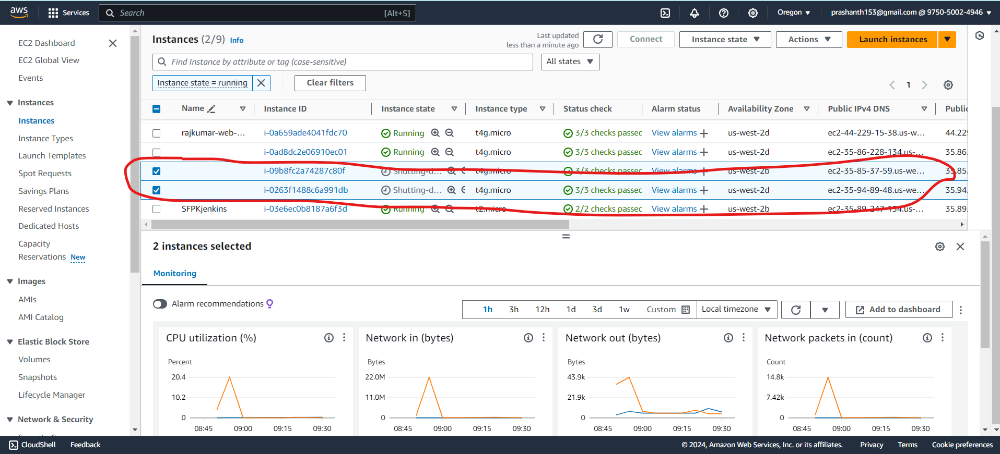 aws
Services
Search
[Alt+S]
Oregon
prashanth153@gmail.com @ 9750-5002-4946
EC2 Dashboard
EC2 Global View
Events
Instances
Instances
Instance Types
Launch Templates
Spot Requests
Savings Plans
Reserved Instances
Dedicated Hosts
Capacity
Reservations New
Images
AMIs
AMI Catalog
Elastic Block Store
Volumes
Snapshots
Lifecycle Manager
Network & Security
Instances (2/9) Info
Last updated
less than a minute ago
Connect
Instance state
Actions
Launch instances
Find Instance by attribute or tag (case-sensitive)
All states
Instance state = running
Clear filters
1
Name Instance ID Instance state Instance type Status check Alarm status Availability Zone Public IPv4 DNS Public
rajkumar-web-... i-0a659ade4041fdc70 Running t4g.micro 3/3 checks passed View alarms us-west-2d ec2-44-229-15-38.us-w... 44.229
i-0ad8dc2e06910ec01 Running t4g.micro 3/3 checks passed View alarms us-west-2d ec2-35-86-228-134.us-... 35.86.
i-09b8fc2a74287c80f Shutting-d... t4g.micro 3/3 checks passed View alarms us-west-2b ec2-35-85-37-59.us-we... 35.85.
i-0263f1488c6a991db Shutting-d... t4g.micro 3/3 checks passed View alarms us-west-2d ec2-35-94-89-48.us-we... 35.94.
SFPKjenkins i-03e6ec0b8187a6f3d Running t2.micro 2/2 checks passed View alarms us-west-2b ec2-35-89-247-154.us-... 35.89.
2 instances selected
Monitoring
Alarm recommendations
1h 3h 12h 1d 3d 1w Custom
Local timezone
Add to dashboard
CPU utilization (%)
Percent
20.4
10.2
0
08:45 09:00 09:15 09:30
Network in (bytes)
Bytes
22.0M
11.0M
0
08:45 09:00 09:15 09:30
Network out (bytes)
Bytes
43.9k
21.9k
0
08:45 09:00 09:15 09:30
Network packets in (count)
Count
14.8k
7.42k
0
08:45 09:00 09:15 09:30
CloudShell
Feedback
© 2024, Amazon Web Services, Inc. or its affiliates.
Privacy
Terms
Cookie preferences